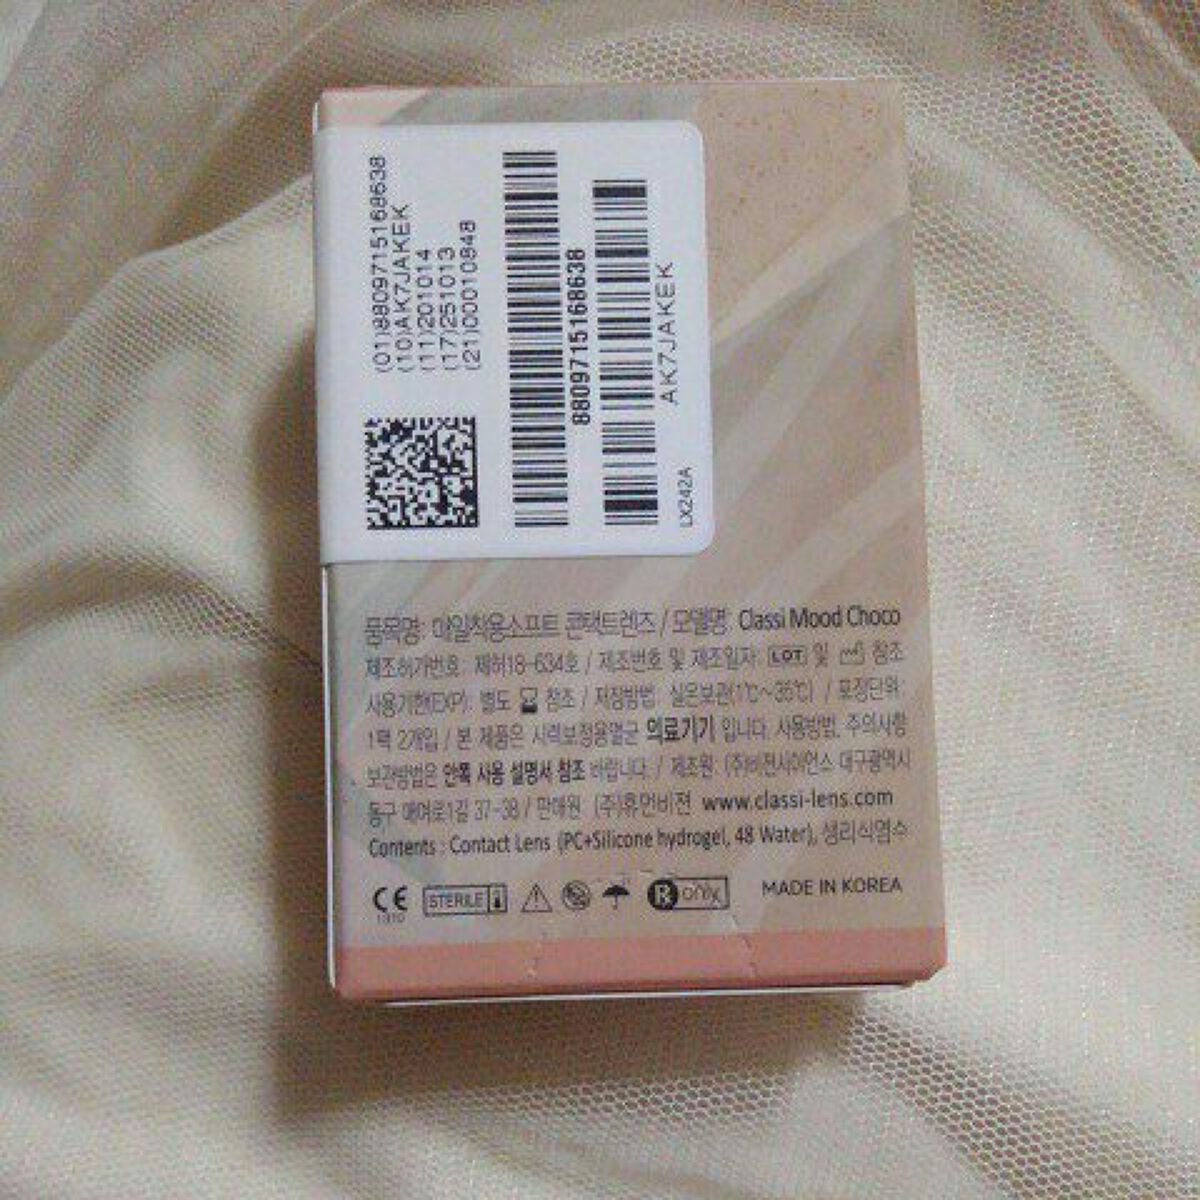 (01)8809715168638
(10)AK7JAKEK
(11)201014
(17)251013
(21)00010848
8809715168638
AK7JAKEK
LX242A
품목명: 매일착용소프트 콘택트렌즈 / 모델명: Classi Mood Choco
제조허가번호: 제허18-634호 / 제조번호 및 제조일자: LOT 및 참조
사용기한(EXP): 별도 참조 / 저장방법: 실온보관(1℃~35℃) / 포장단위:
1팩 2개입 / 본 제품은 시력보정용멸균 의료기기 입니다. 사용방법, 주의사항
보관방법은 안쪽 사용 설명서 참조 바랍니다. / 제조원: (주)비전사이언스 대구광역시
동구 매여로1길 37-38 / 판매원: (주)휴먼비젼 www.classi-lens.com
Contents : Contact Lens (PC+Silicone hydrogel, 48 Water), 생리식염수
CE STERILE R only MADE IN KOREA